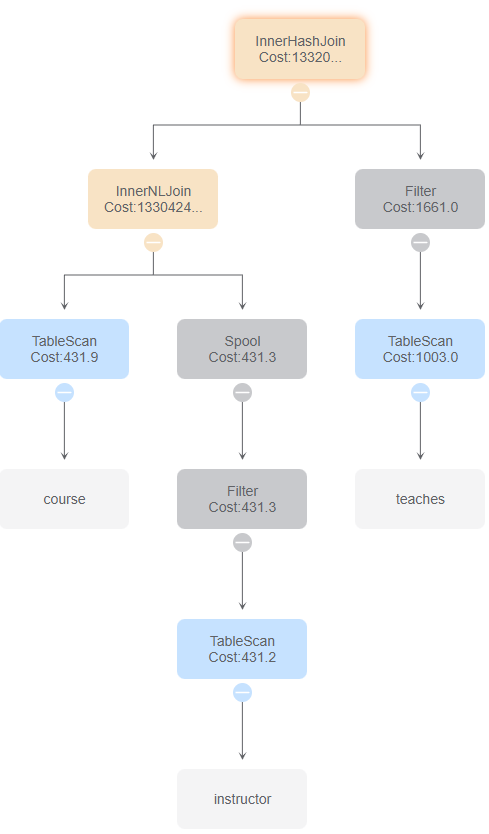 InnerHashJoin
Cost:13320...
InnerNLJoin
Cost:1330424...
Filter
Cost:1661.0
TableScan
Cost:431.9
Spool
Cost:431.3
TableScan
Cost:1003.0
course
Filter
Cost:431.3
teaches
TableScan
Cost:431.2
instructor